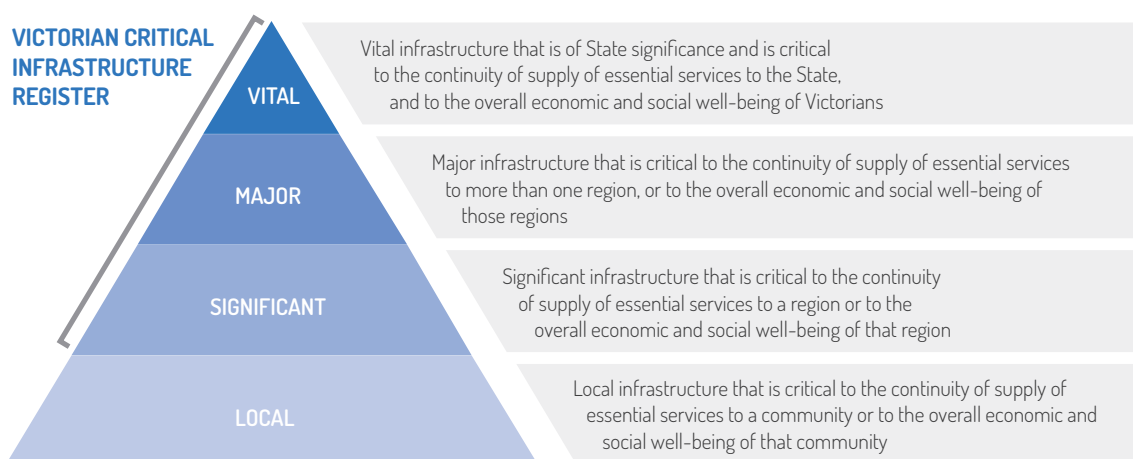 VICTORIAN CRITICAL
INFRASTRUCTURE
REGISTER
VITAL
Vital infrastructure that is of State significance and is critical
to the continuity of supply of essential services to the State,
and to the overall economic and social well-being of Victorians
MAJOR
Major infrastructure that is critical to the continuity of supply of essential services
to more than one region, or to the overall economic and social well-being of
those regions
SIGNIFICANT
Significant infrastructure that is critical to the continuity
of supply of essential services to a region or to the
overall economic and social well-being of that region
LOCAL
Local infrastructure that is critical to the continuity of supply of
essential services to a community or to the overall economic and
social well-being of that community